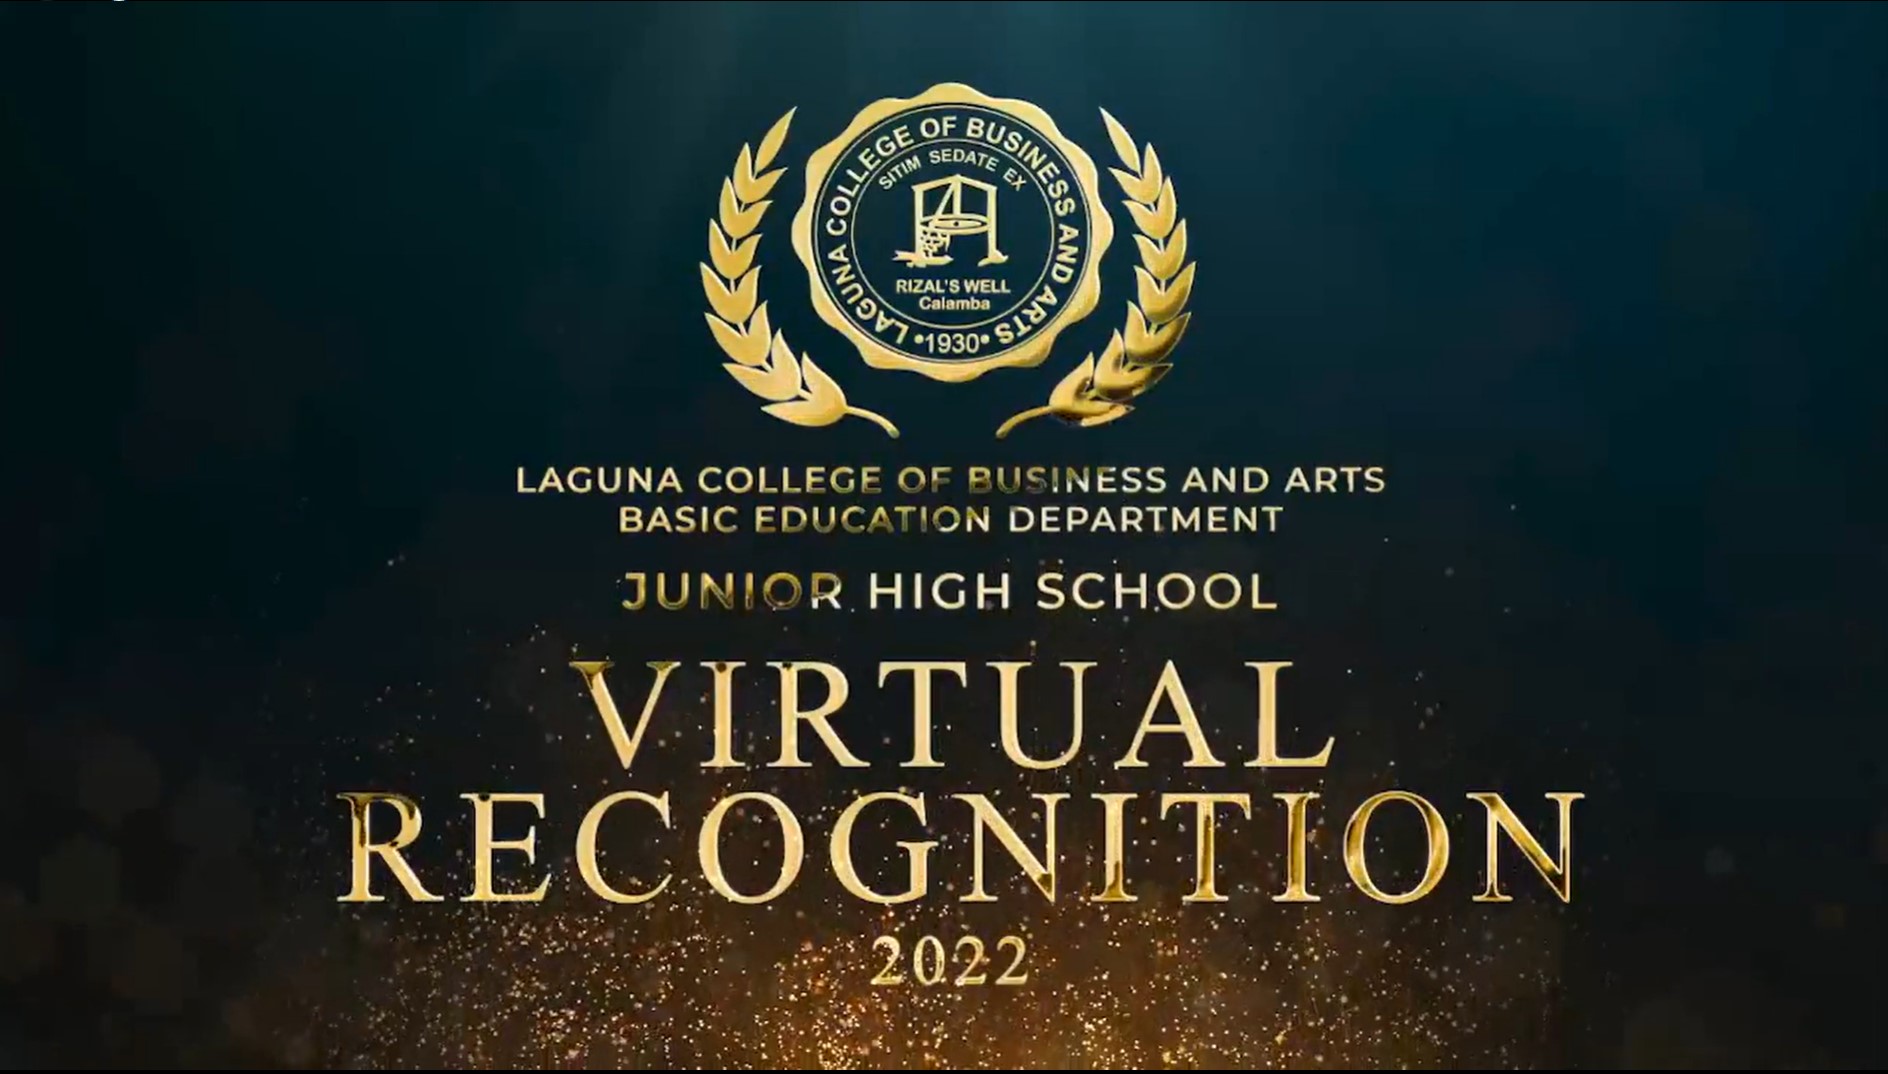 LAGUNA COLLEGE OF BUSINESS AND ARTS
SITIM SEDATE EX
RIZAL'S WELL
Calamba
•1930•
LAGUNA COLLEGE OF BUSINESS AND ARTS
BASIC EDUCATION DEPARTMENT
JUNIOR HIGH SCHOOL
VIRTUAL
RECOGNITION
2022